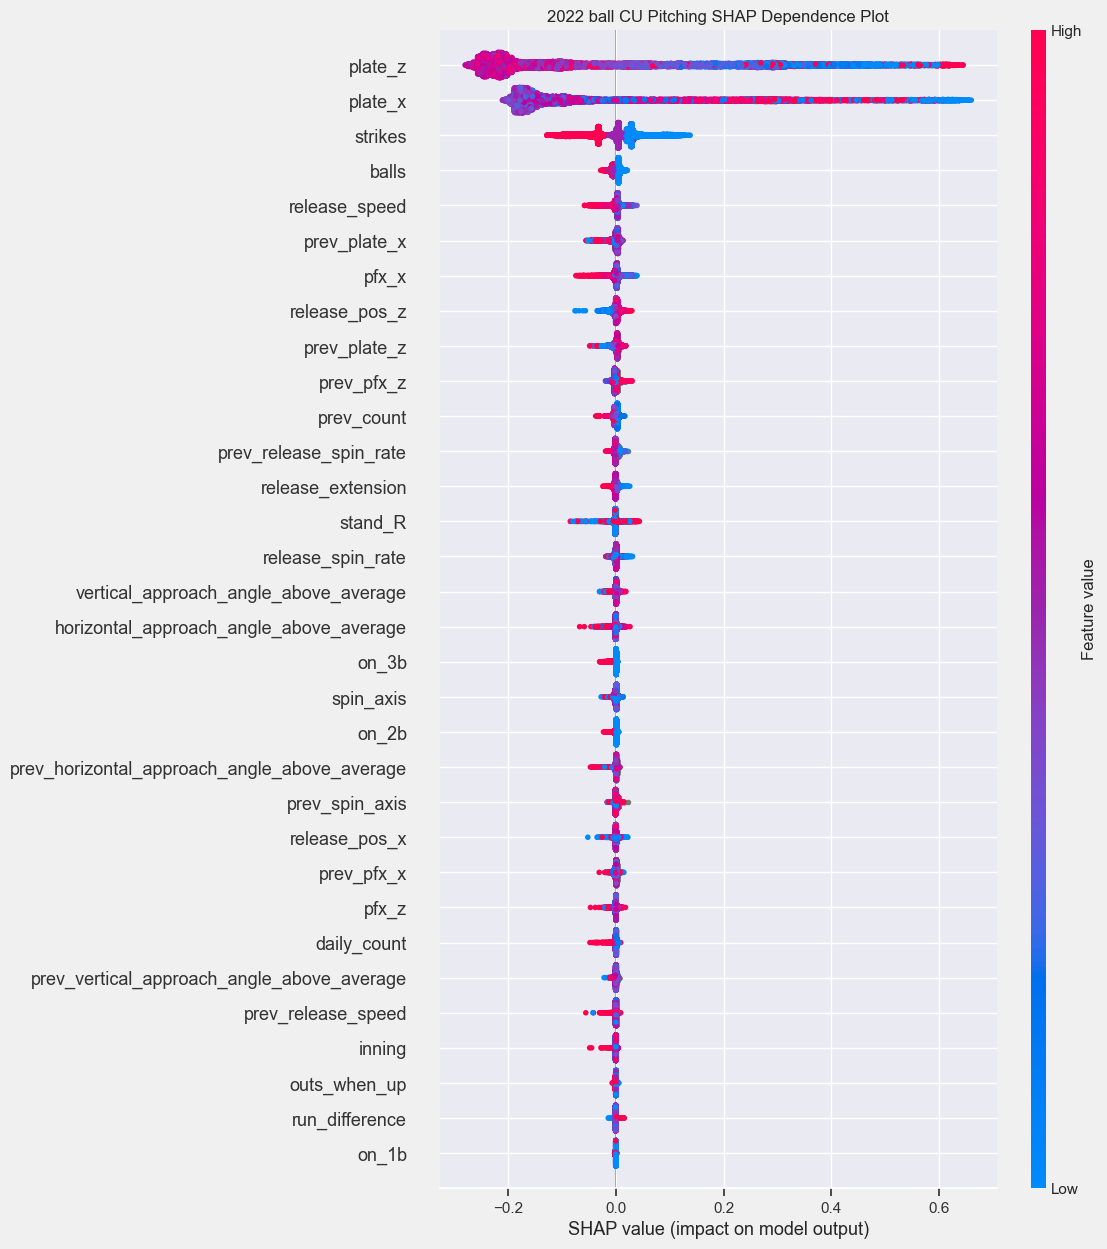 2022 ball CU Pitching SHAP Dependence Plot
High
plate_z
plate_x
strikes
balls
release_speed
prev_plate_x
pfx_x
release_pos_z
prev_plate_z
prev_pfx_z
prev_count
prev_release_spin_rate
release_extension
stand_R
release_spin_rate
vertical_approach_angle_above_average
horizontal_approach_angle_above_average
on_3b
spin_axis
on_2b
prev_horizontal_approach_angle_above_average
prev_spin_axis
release_pos_x
prev_pfx_x
pfx_z
daily_count
prev_vertical_approach_angle_above_average
prev_release_speed
inning
outs_when_up
run_difference
on_1b
Feature value
Low
−0.2 0.0 0.2 0.4 0.6
SHAP value (impact on model output)